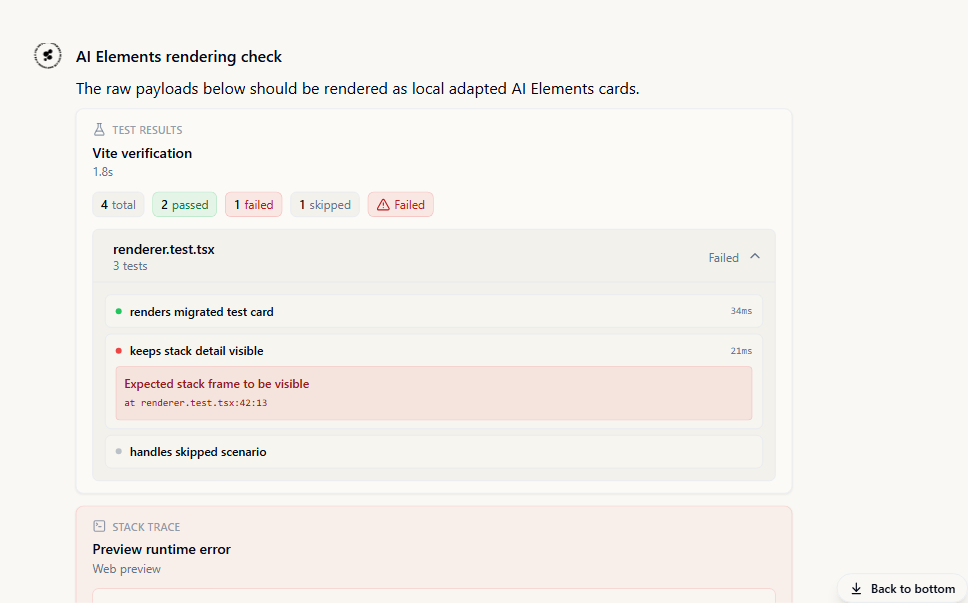 AI Elements rendering check
The raw payloads below should be rendered as local adapted AI Elements cards.
TEST RESULTS
Vite verification
1.8s
4 total 2 passed 1 failed 1 skipped Failed
renderer.test.tsx
3 tests
Failed
renders migrated test card 34ms
keeps stack detail visible 21ms
Expected stack frame to be visible
at renderer.test.tsx:42:13
handles skipped scenario
STACK TRACE
Preview runtime error
Web preview
Back to bottom